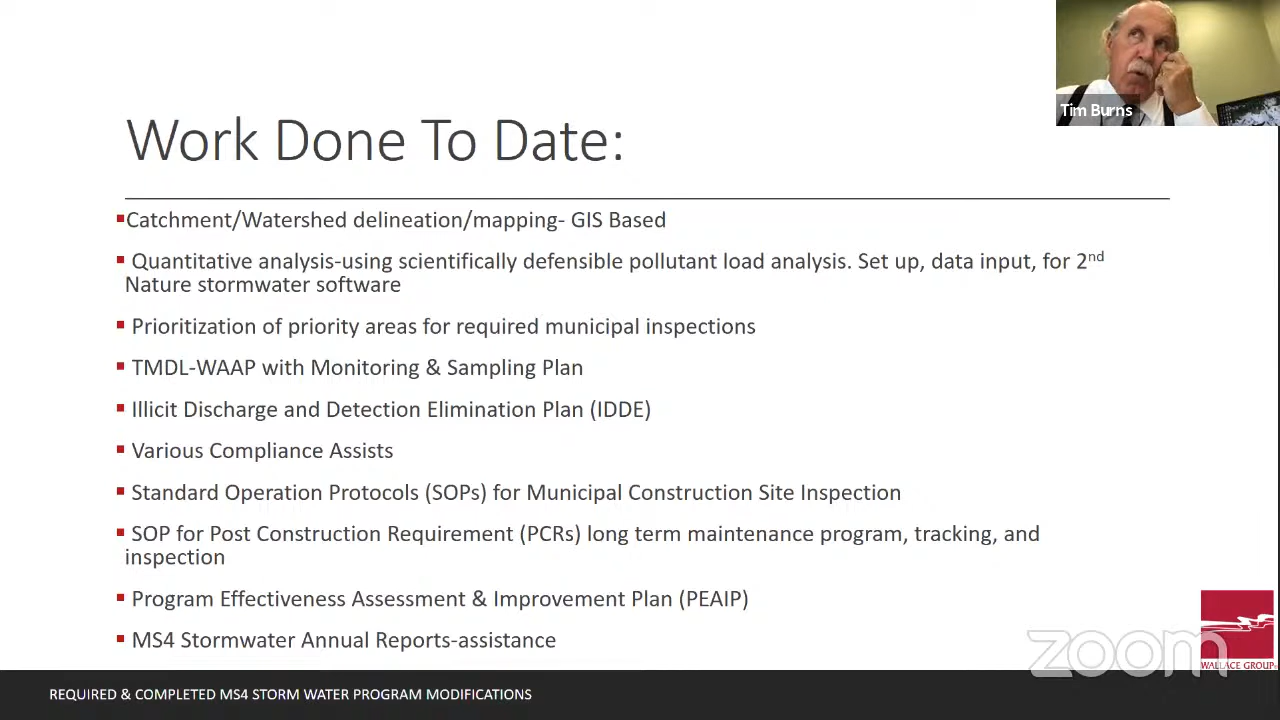 Tim Burns
Work Done To Date:
▪Catchment/Watershed delineation/mapping- GIS Based
▪ Quantitative analysis-using scientifically defensible pollutant load analysis. Set up, data input, for 2nd
Nature stormwater software
▪ Prioritization of priority areas for required municipal inspections
▪ TMDL-WAAP with Monitoring & Sampling Plan
▪ Illicit Discharge and Detection Elimination Plan (IDDE)
▪ Various Compliance Assists
▪ Standard Operation Protocols (SOPs) for Municipal Construction Site Inspection
▪ SOP for Post Construction Requirement (PCRs) long term maintenance program, tracking, and
inspection
▪ Program Effectiveness Assessment & Improvement Plan (PEAIP)
▪ MS4 Stormwater Annual Reports-assistance
zoom
WALLACE GROUP®
REQUIRED & COMPLETED MS4 STORM WATER PROGRAM MODIFICATIONS